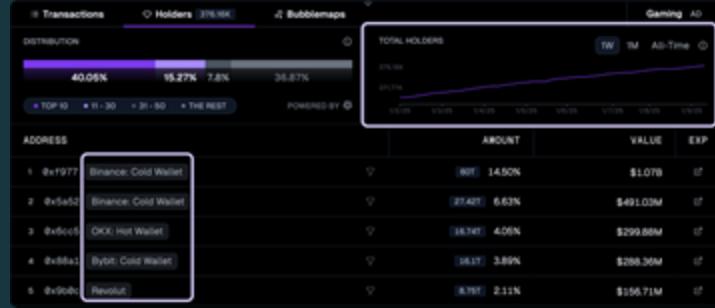 Transactions Holders 376.16K Bubblemaps Gaming AD
DISTRIBUTION
40.05% 15.27% 7.8% 36.87%
TOP 10 11 - 30 31 - 50 THE REST POWERED BY
TOTAL HOLDERS 1W 1M All-Time
ADDRESS AMOUNT VALUE EXP
1 0xf977 Binance: Cold Wallet 60T 14.50% $1.07B
2 0x5a52 Binance: Cold Wallet 27.42T 6.63% $491.03M
3 0x6cc5 OKX: Hot Wallet 16.74T 4.05% $299.88M
4 0x88a1 Bybit: Cold Wallet 16.1T 3.89% $288.36M
5 Revolut 8.75T 2.11% $156.71M